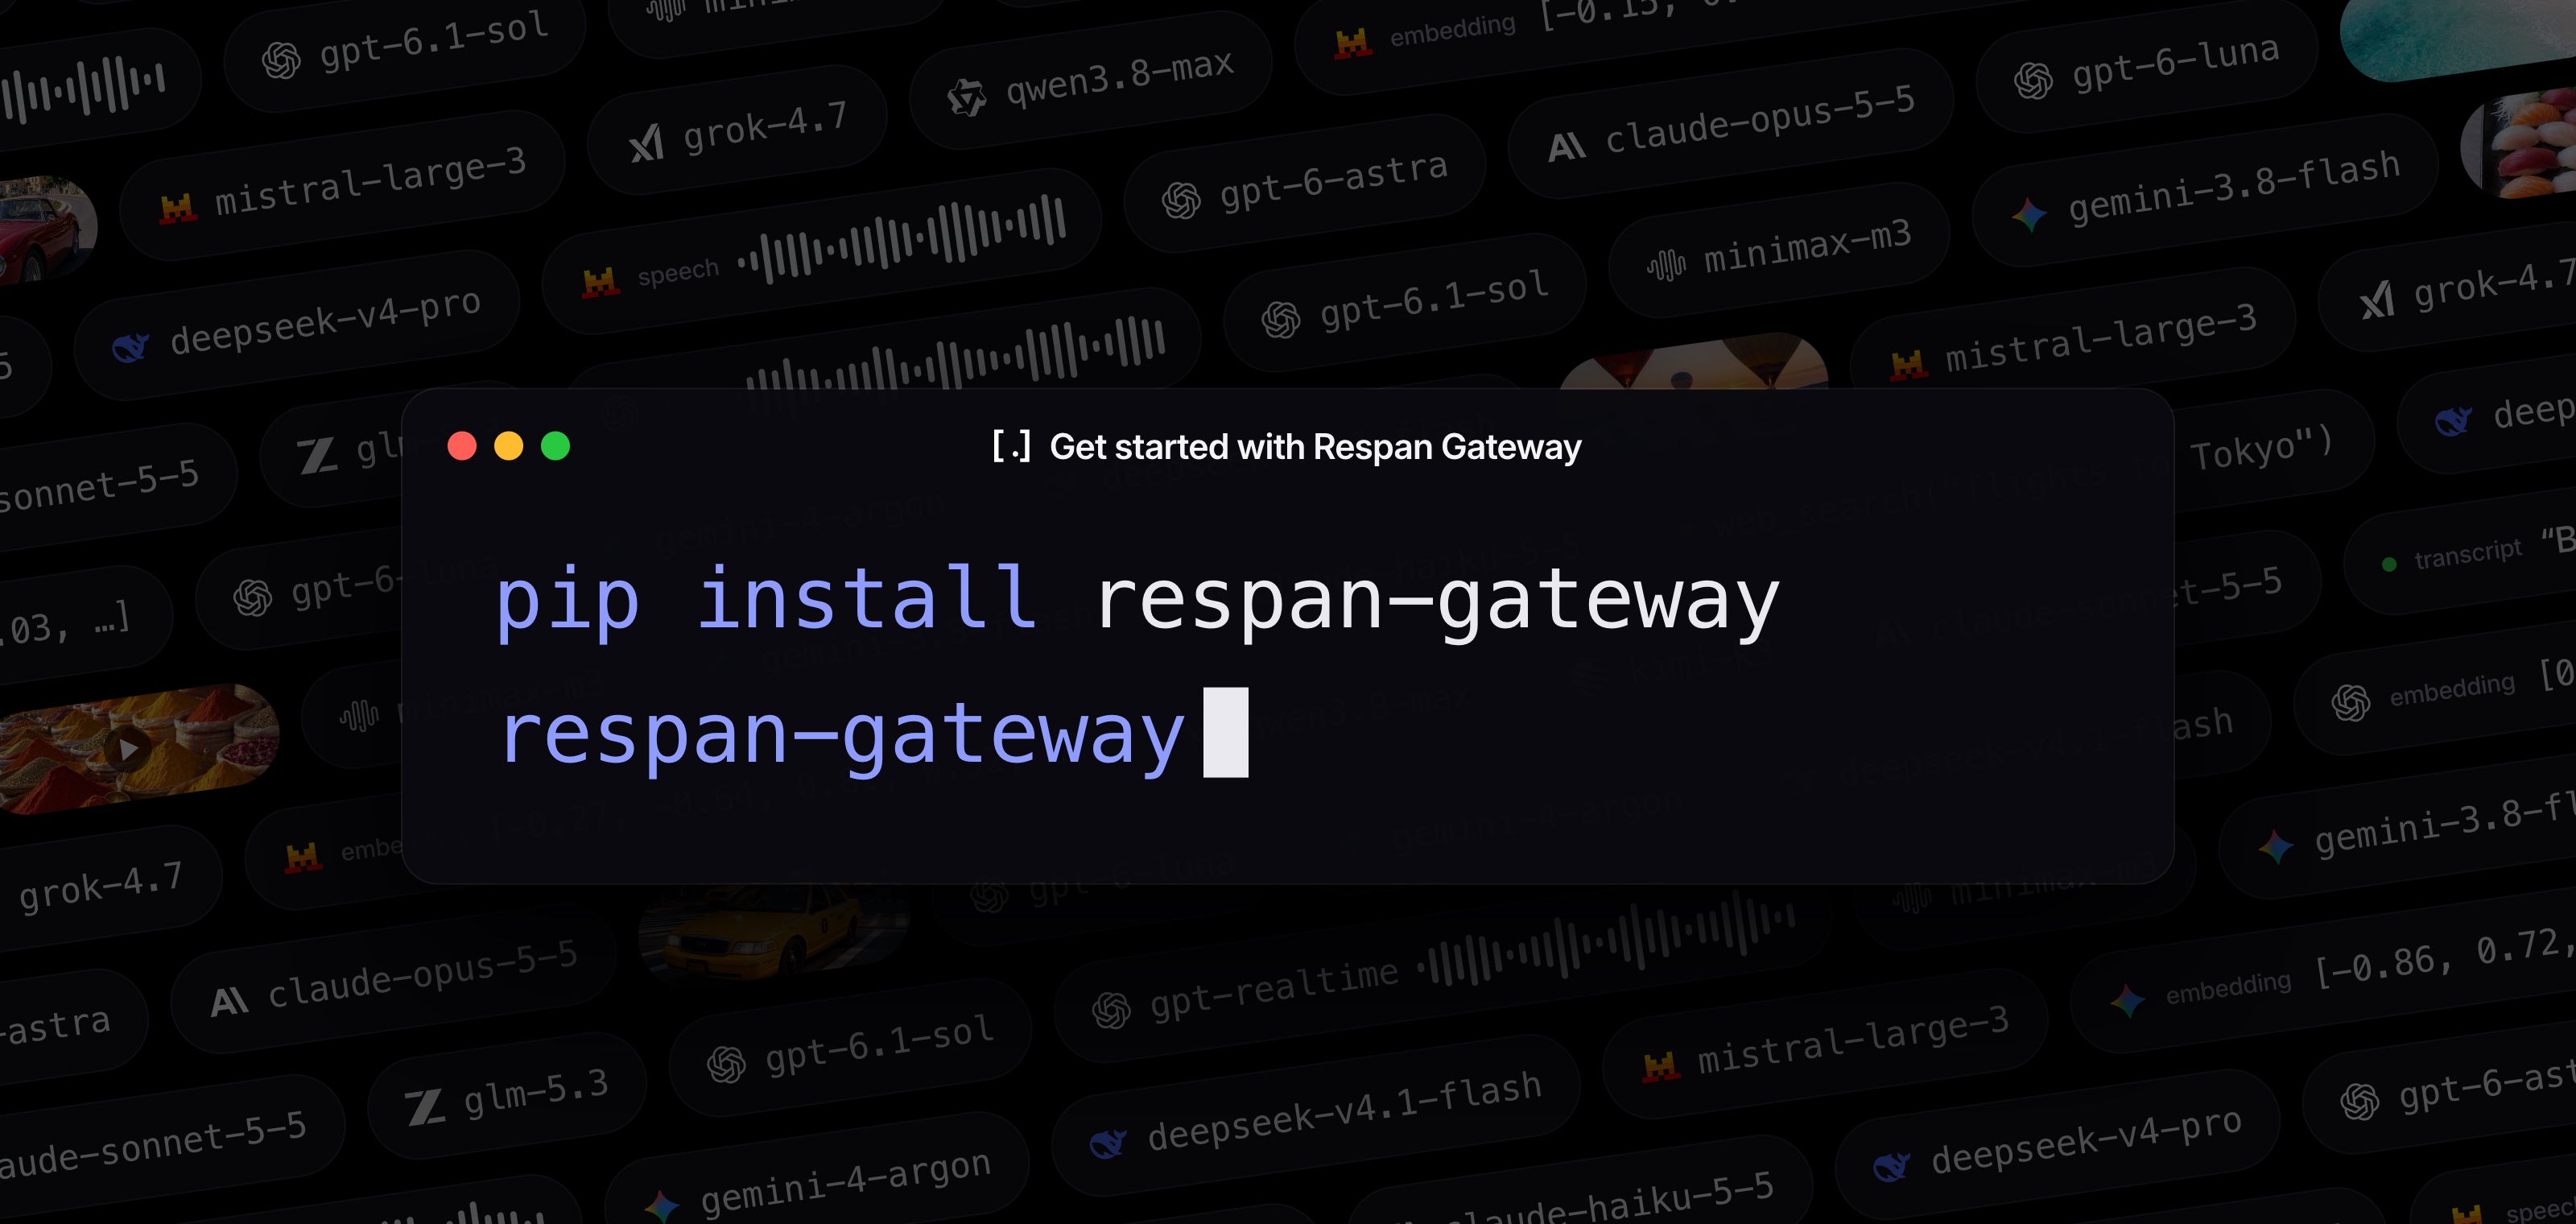 gpt-6.1-sol
qwen3.8-max
embedding
gpt-6-luna
grok-4.7
claude-opus-5-5
mistral-large-3
gpt-6-astra
gemini-3.8-flash
speech
minimax-m3
deepseek-v4-pro
gpt-6.1-sol
grok-4.7
mistral-large-3
[.] Get started with Respan Gateway
Tokyo")
sonnet-5-5
transcript
pip install respan-gateway
.03, …]
embedding
respan-gateway
grok-4.7
gemini-3.8-fl
claude-opus-5-5
gpt-realtime
embedding [-0.86, 0.72,
-astra
gpt-6.1-sol
mistral-large-3
glm-5.3
deepseek-v4.1-flash
gpt-6-ast
aude-sonnet-5-5
deepseek-v4-pro
gemini-4-argon
claude-haiku-5-5